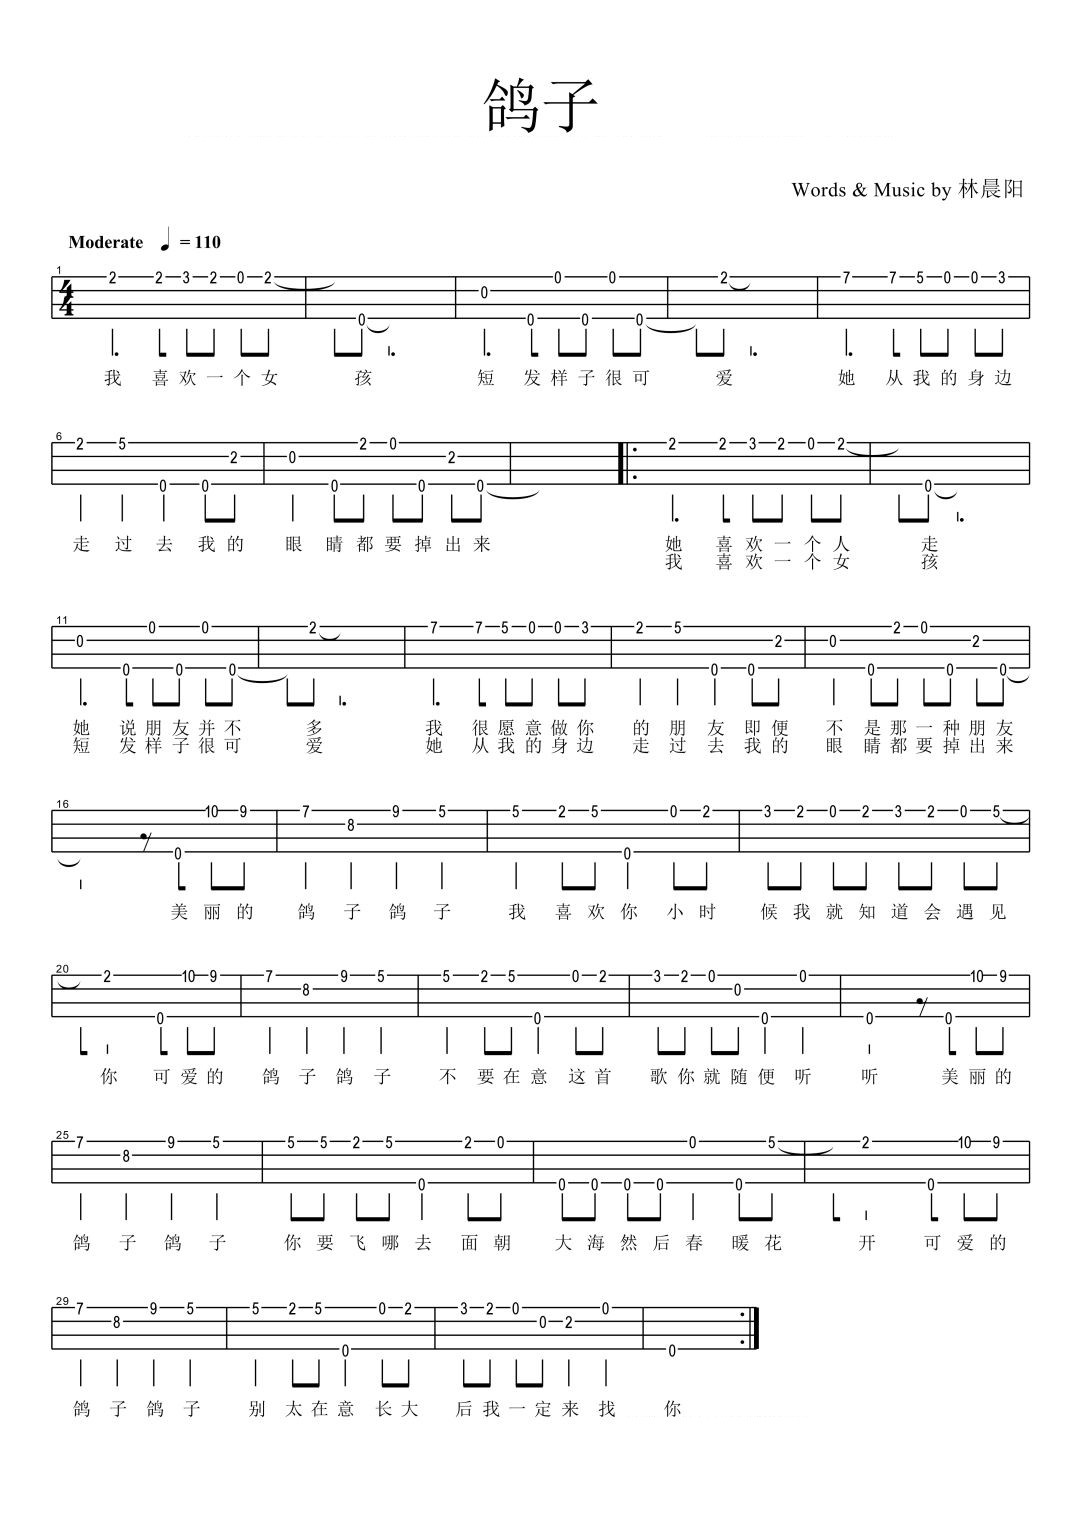 鸽子
Words & Music by 林晨阳
Moderate ♩ = 110
1
4
4
2 2 3 2 0 2 0 0 0 0 0 0 0 2 7 7 5 0 0 3
我 喜 欢 一 个 女 孩 短 发 样 子 很 可 爱 她 从 我 的 身 边
6
2 5 0 0 2 0 0 2 0 0 2 0 2 2 3 2 0 2 0
走 过 去 我 的 眼 睛 都 要 掉 出 来 她 喜 欢 一 个 人 走
我 喜 欢 一 个 女 孩
11
0 0 0 0 0 0 2 7 7 5 0 0 3 2 5 0 0 2 0 0 2 0 0 2 0
她 说 朋 友 并 不 多 我 很 愿 意 做 你 的 朋 友 即 便 不 是 那 一 种 朋 友
短 发 样 子 很 可 爱 她 从 我 的 身 边 走 过 去 我 的 眼 睛 都 要 掉 出 来
16
0 10 9 7 8 9 5 5 2 5 0 0 2 3 2 0 2 3 2 0 5
美 丽 的 鸽 子 鸽 子 我 喜 欢 你 小 时 候 我 就 知 道 会 遇 见
20
2 0 10 9 7 8 9 5 5 2 5 0 0 2 3 2 0 0 0 0 0 0 10 9
你 可 爱 的 鸽 子 鸽 子 不 要 在 意 这 首 歌 你 就 随 便 听 听 美 丽 的
25
7 8 9 5 5 5 2 5 0 2 0 0 0 0 0 0 0 5 2 0 10 9
鸽 子 鸽 子 你 要 飞 哪 去 面 朝 大 海 然 后 春 暖 花 开 可 爱 的
29
7 8 9 5 5 2 5 0 0 2 3 2 0 0 2 0 0
鸽 子 鸽 子 别 太 在 意 长 大 后 我 一 定 来 找 你